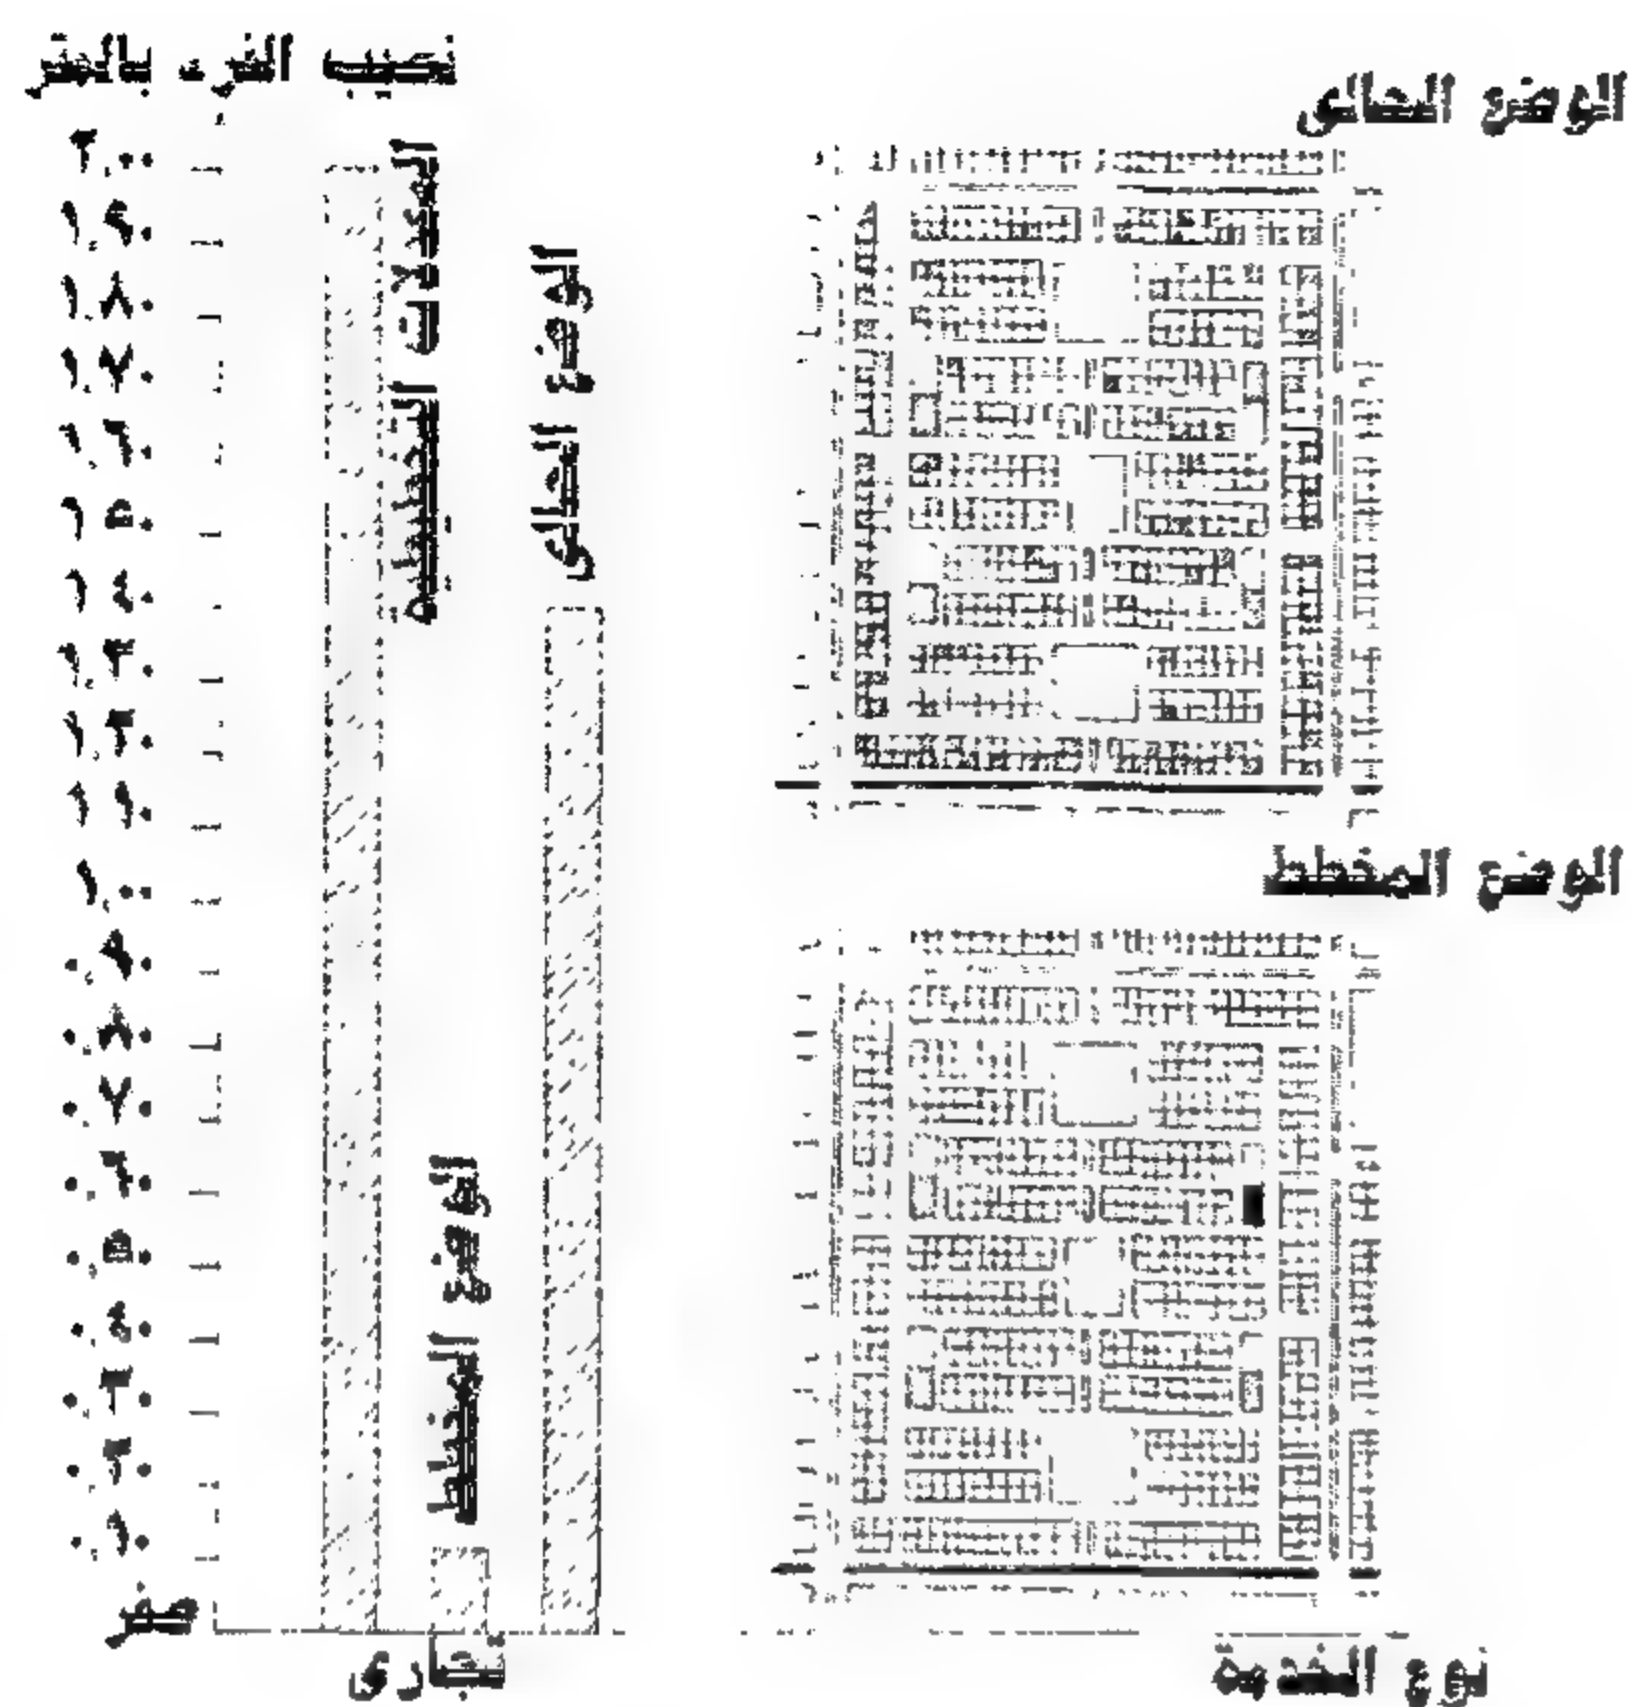 نصيب الفرد بالمتر
٢,٠٠
١,٩٠
١,٨٠
١,٧٠
١,٦٠
١,٥٠
١,٤٠
١,٣٠
١,٢٠
١,١٠
١,٠٠
٠,٩٠
٠,٨٠
٠,٧٠
٠,٦٠
٠,٥٠
٠,٤٠
٠,٣٠
٠,٢٠
٠,١٠
صفر
المعدلات التخطيطية
الوضع المخطط
الوضع الحالى
تجارى
الوضع الحالى
الوضع المخطط
نوع الخدمة